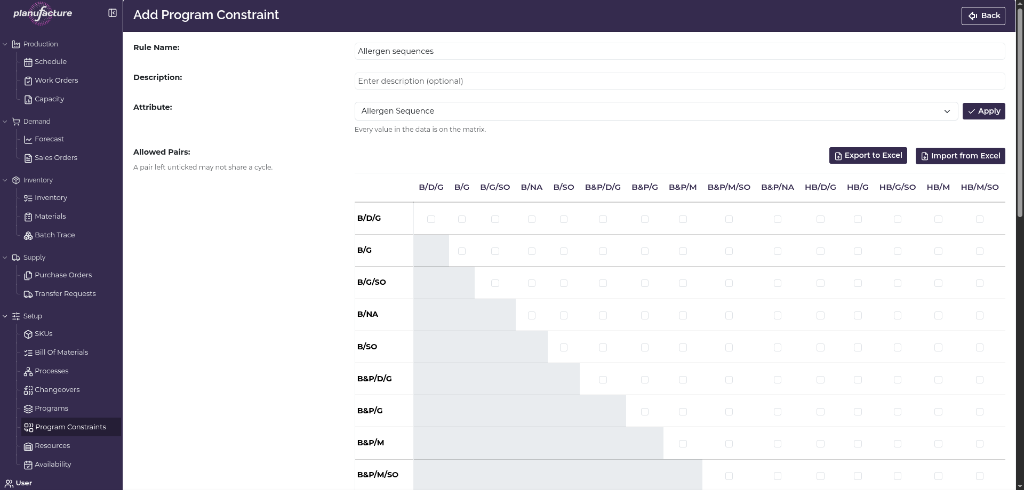 planufacture
Add Program Constraint
Back
Production
Schedule
Work Orders
Capacity
Demand
Forecast
Sales Orders
Inventory
Inventory
Materials
Batch Trace
Supply
Purchase Orders
Transfer Requests
Setup
SKUs
Bill Of Materials
Processes
Changeovers
Programs
Program Constraints
Resources
Availability
User
Rule Name:
Allergen sequences
Description:
Enter description (optional)
Attribute:
Allergen Sequence
Apply
Every value in the data is on the matrix.
Allowed Pairs:
A pair left unticked may not share a cycle.
Export to Excel
Import from Excel
B/D/G B/G B/G/SO B/NA B/SO B&P/D/G B&P/G B&P/M B&P/M/SO B&P/NA HB/D/G HB/G HB/G/SO HB/M HB/M/SO
B/D/G
B/G
B/G/SO
B/NA
B/SO
B&P/D/G
B&P/G
B&P/M
B&P/M/SO